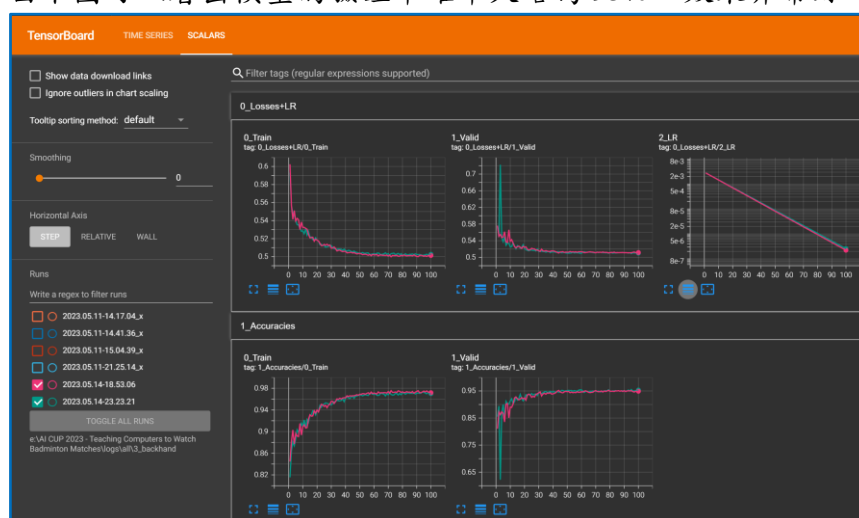 TensorBoard TIME SERIES SCALARS
Show data download links
Ignore outliers in chart scaling
Tooltip sorting method: default
Smoothing
0
Horizontal Axis
STEP RELATIVE WALL
Runs
Write a regex to filter runs
2023.05.11-14.17.04_x
2023.05.11-14.41.36_x
2023.05.11-15.04.39_x
2023.05.11-21.25.14_x
2023.05.14-18.53.06
2023.05.14-23.23.21
TOGGLE ALL RUNS
e:\AI CUP 2023 - Teaching Computers to Watch
Badminton Matches\logs\all\3_backhand
Filter tags (regular expressions supported)
0_Losses+LR
0_Train
tag: 0_Losses+LR/0_Train
0.6
0.58
0.56
0.54
0.52
0.5
0 10 20 30 40 50 60 70 80 90 100
1_Valid
tag: 0_Losses+LR/1_Valid
0.7
0.66
0.62
0.58
0.54
0.5
0 10 20 30 40 50 60 70 80 90 100
2_LR
tag: 0_Losses+LR/2_LR
8e-3
2e-3
5e-4
8e-5
2e-5
5e-6
8e-7
0 10 20 30 40 50 60 70 80 90 100
1_Accuracies
0_Train
tag: 1_Accuracies/0_Train
0.98
0.94
0.9
0.86
0.82
0 10 20 30 40 50 60 70 80 90 100
1_Valid
tag: 1_Accuracies/1_Valid
0.95
0.85
0.75
0.65
0 10 20 30 40 50 60 70 80 90 100